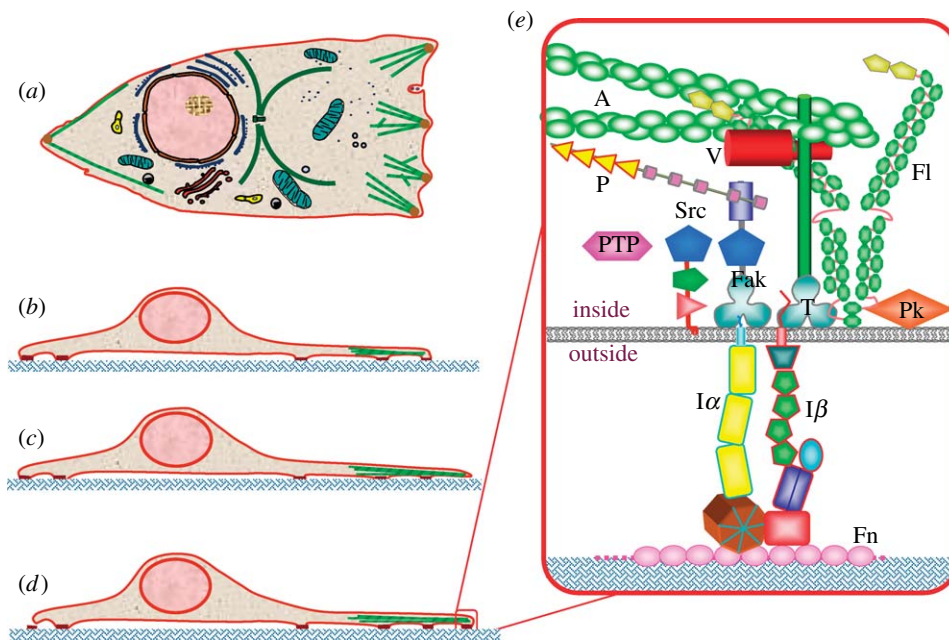 (a)
(b)
(c)
(d)
(e)
A
V
P
Fl
Src
PTP
Fak
T
Pk
inside
outside
Iα
Iβ
Fn